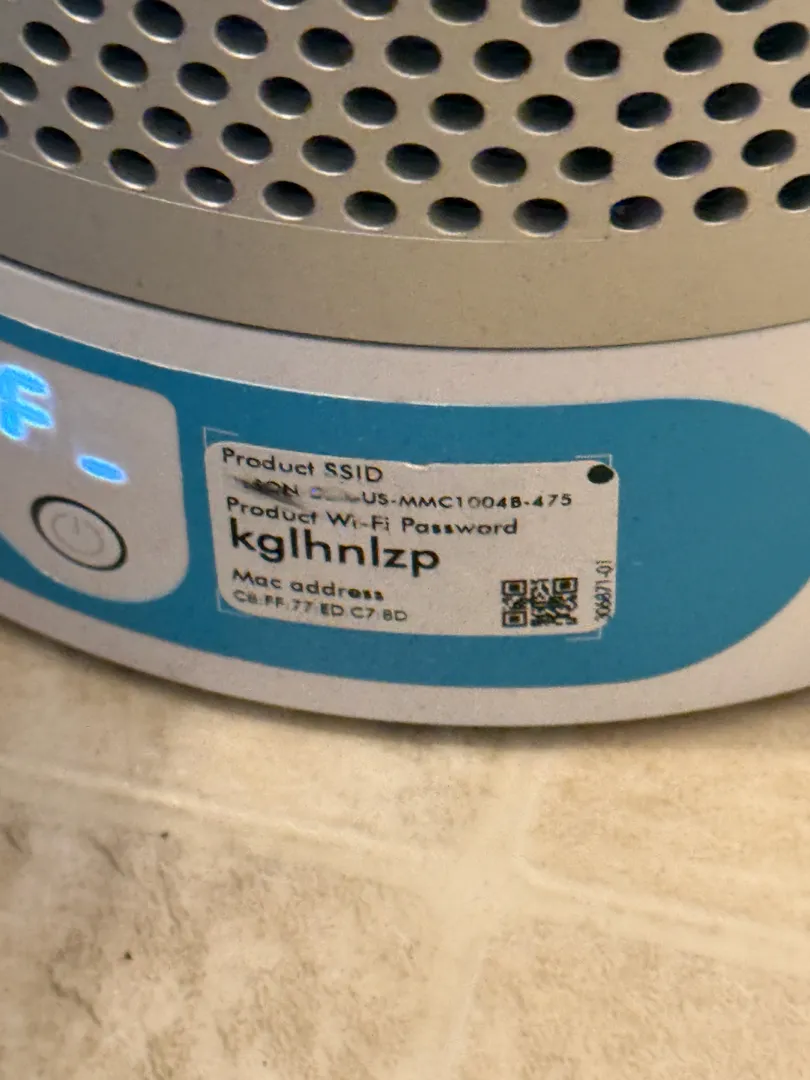 F
Product SSID
US-MMC1004B-475
Product Wi-Fi Password
kglhnlzp
Mac address
C8:FF:77:ED:C7:BD
306871-01